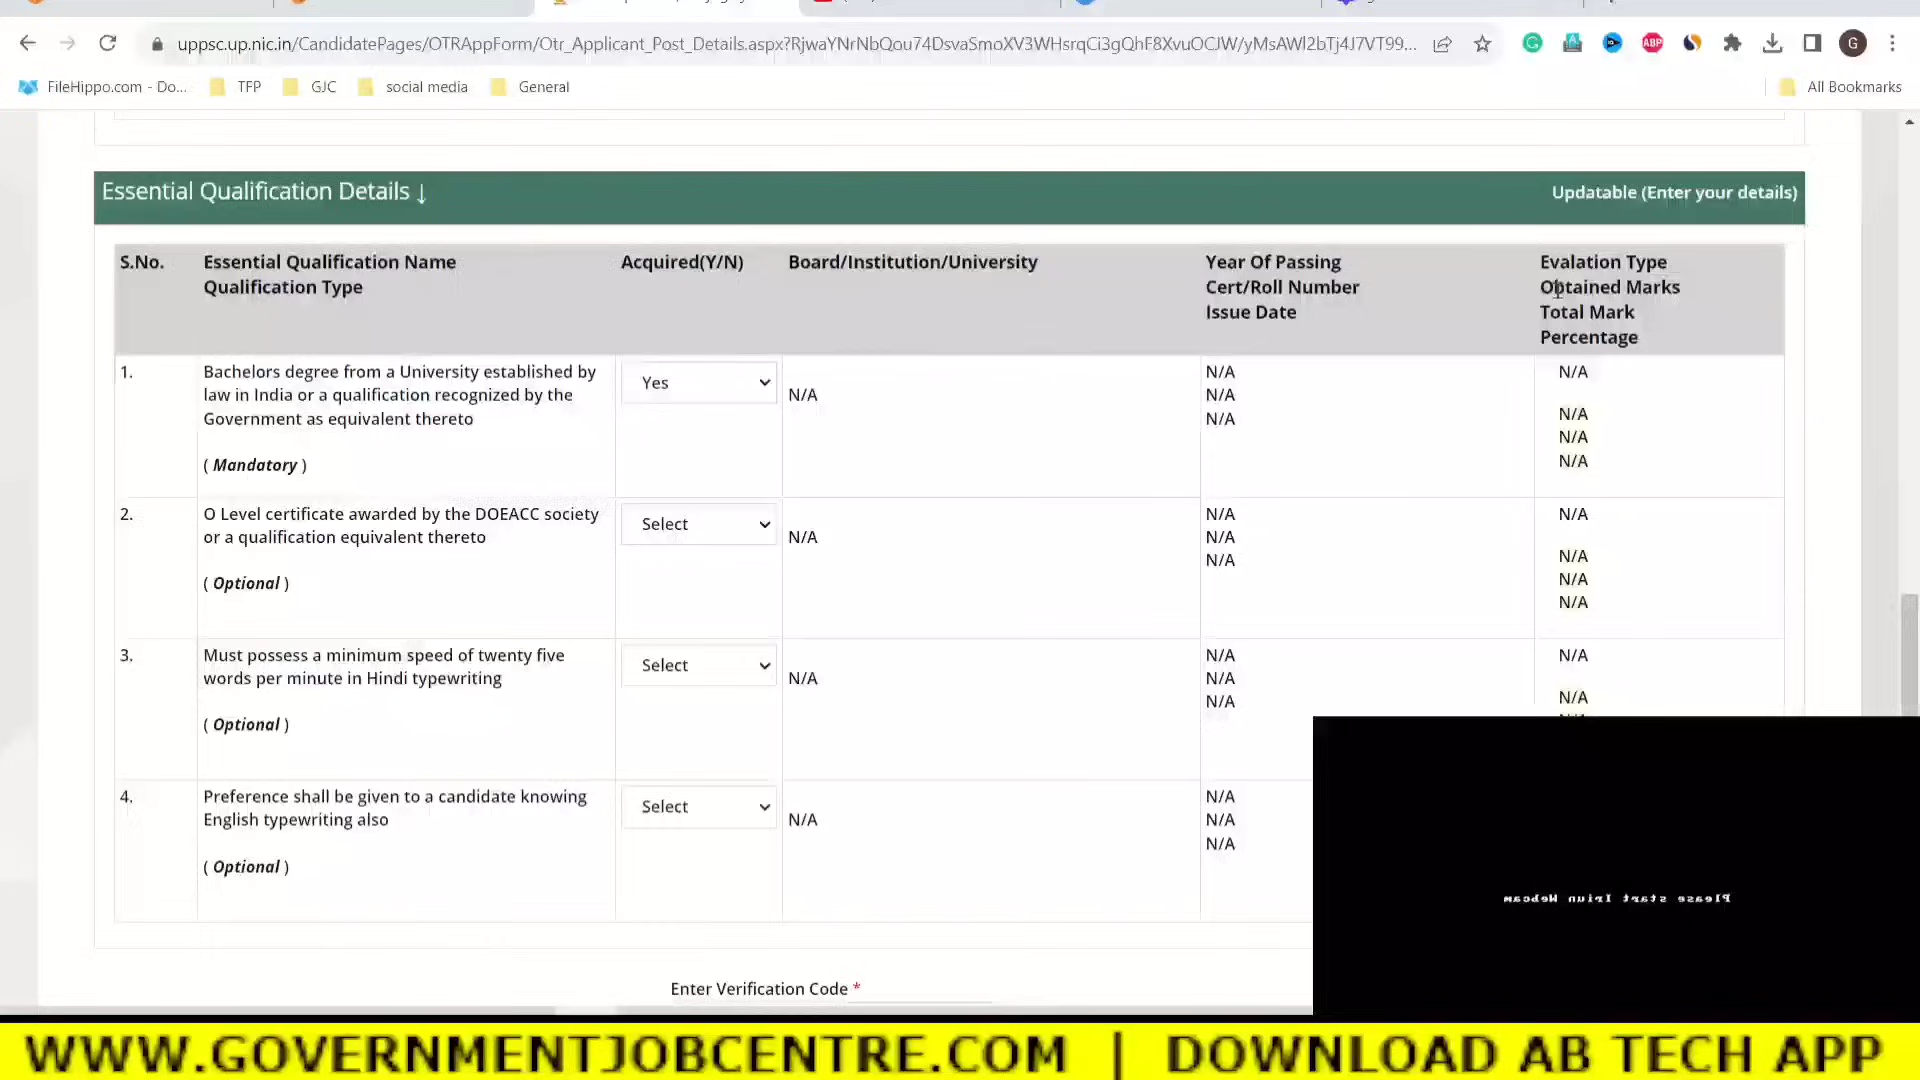 uppsc.up.nic.in/CandidatePages/OTRAppForm/Otr_Applicant_Post_Details.aspx?RjwaYNrNbQou74DsvaSmoXV3WHsrqCi3gQhF8XvuOCJW/yMsAWl2bTj4J7VT99...
ABP
G
FileHippo.com - Do...
TFP
GJC
social media
General
All Bookmarks
Essential Qualification Details ↓
Updatable (Enter your details)
S.No.
Essential Qualification Name
Qualification Type
Acquired(Y/N)
Board/Institution/University
Year Of Passing
Cert/Roll Number
Issue Date
Evalation Type
Obtained Marks
Total Mark
Percentage
1.
Bachelors degree from a University established by
law in India or a qualification recognized by the
Government as equivalent thereto
( Mandatory )
Yes
N/A
N/A
N/A
N/A
N/A
N/A
N/A
N/A
2.
O Level certificate awarded by the DOEACC society
or a qualification equivalent thereto
( Optional )
Select
N/A
N/A
N/A
N/A
N/A
N/A
N/A
N/A
3.
Must possess a minimum speed of twenty five
words per minute in Hindi typewriting
( Optional )
Select
N/A
N/A
N/A
N/A
N/A
N/A
4.
Preference shall be given to a candidate knowing
English typewriting also
( Optional )
Select
N/A
N/A
N/A
N/A
Please start Iriun Webcam
Enter Verification Code *
WWW.GOVERNMENTJOBCENTRE.COM | DOWNLOAD AB TECH APP